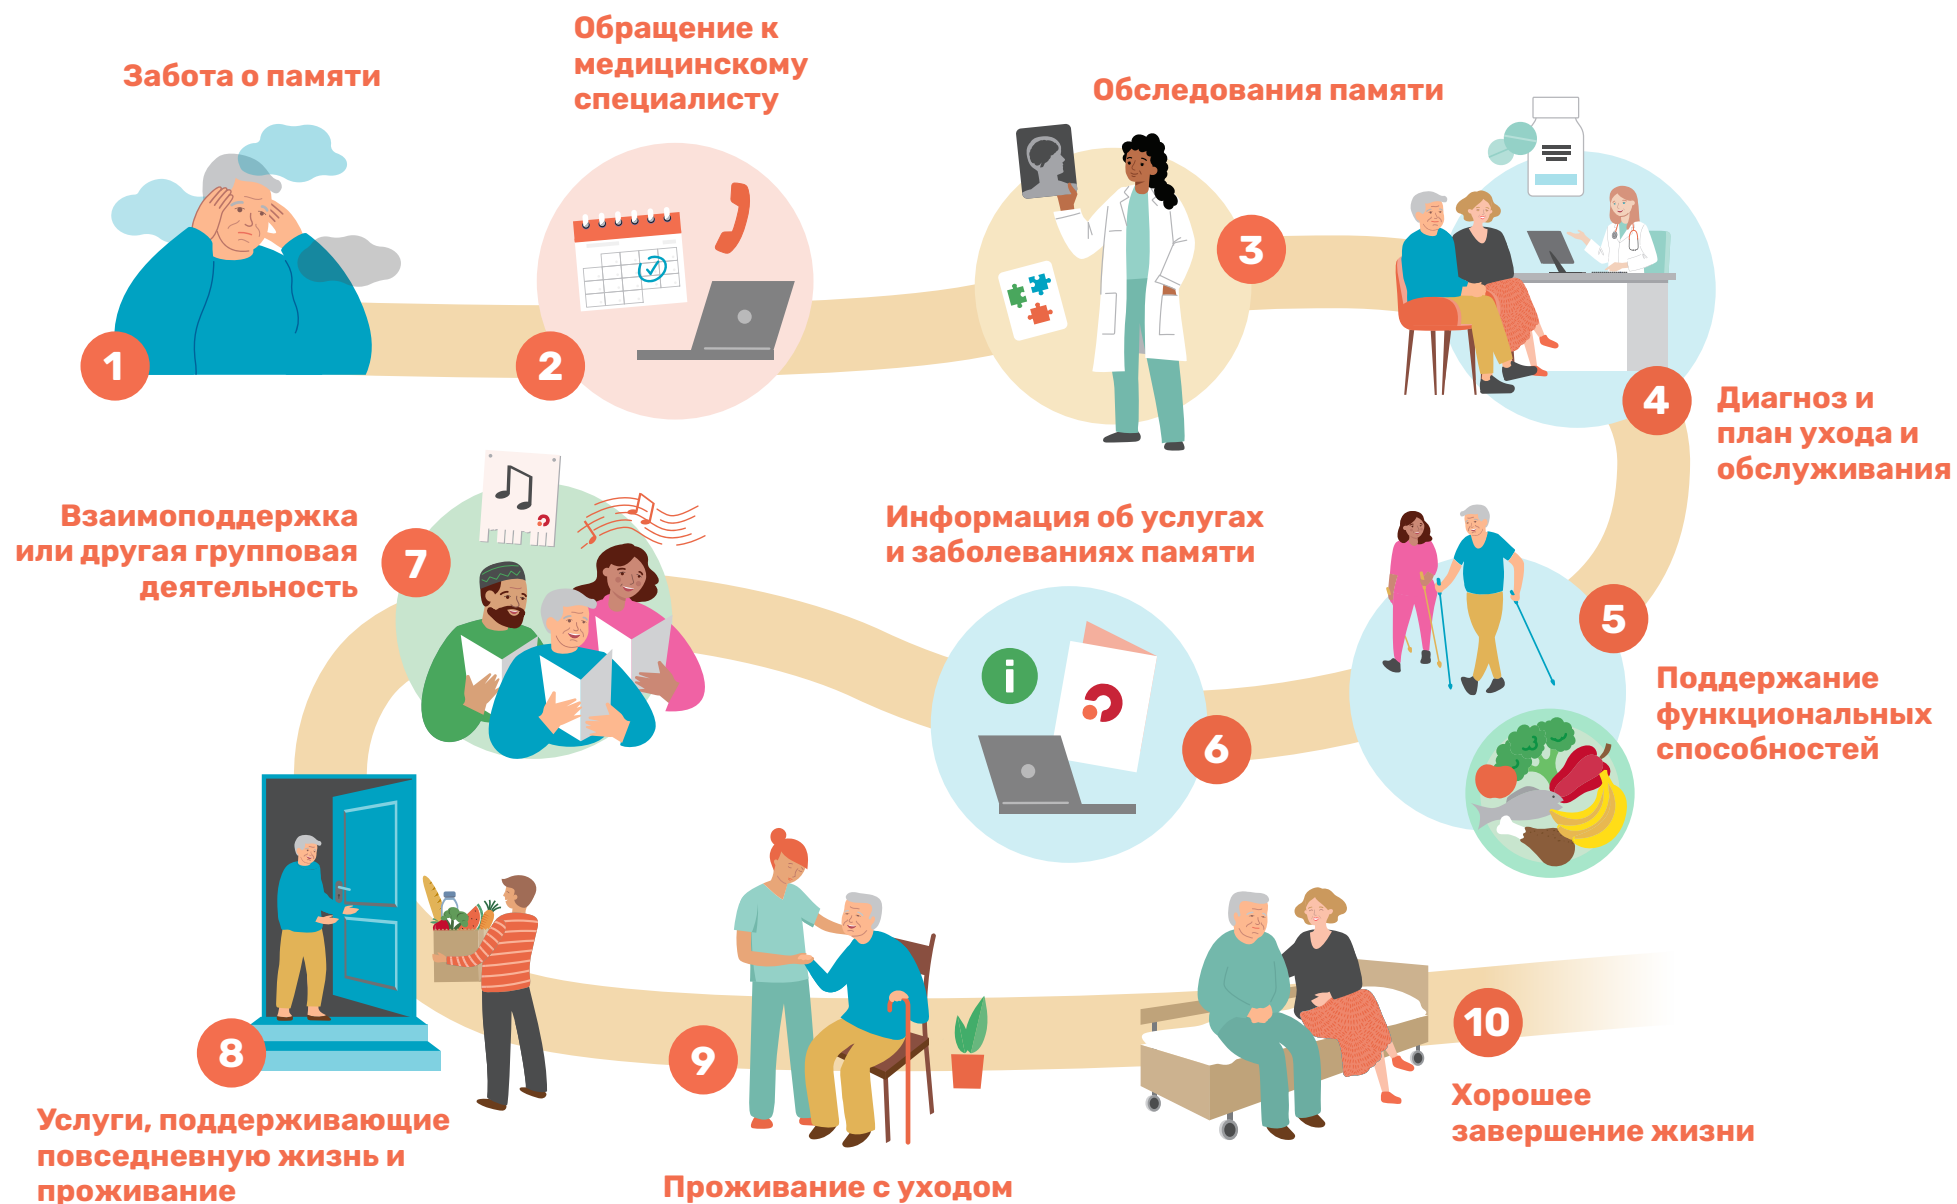 Забота о памяти
1
Обращение к
медицинскому
специалисту
2
Обследования памяти
3
4
Диагноз и
план ухода и
обслуживания
5
Поддержание
функциональных
способностей
Информация об услугах
и заболеваниях памяти
i
6
Взаимоподдержка
или другая групповая
деятельность
7
8
Услуги, поддерживающие
повседневную жизнь и
проживание
9
Проживание с уходом
10
Хорошее
завершение жизни